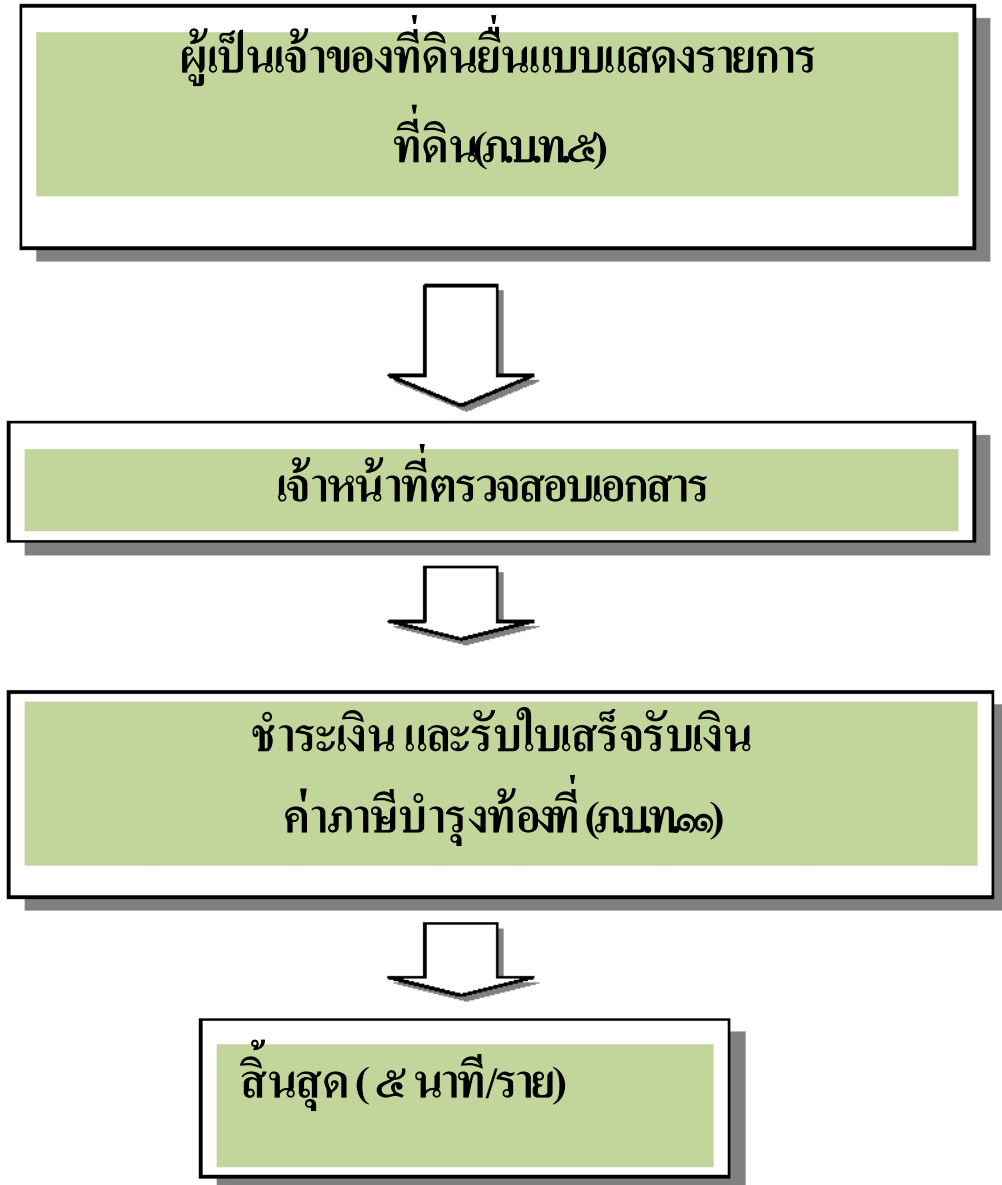 ผู้เป็นเจ้าของที่ดินยื่นแบบแสดงรายการ
ที่ดิน(ภ.บ.ท.๕)
เจ้าหน้าที่ตรวจสอบเอกสาร
ชำระเงิน และรับใบเสร็จรับเงิน
ค่าภาษีบำรุงท้องที่ (ภ.บ.ท.๑๑)
สิ้นสุด ( ๕ นาที/ราย)